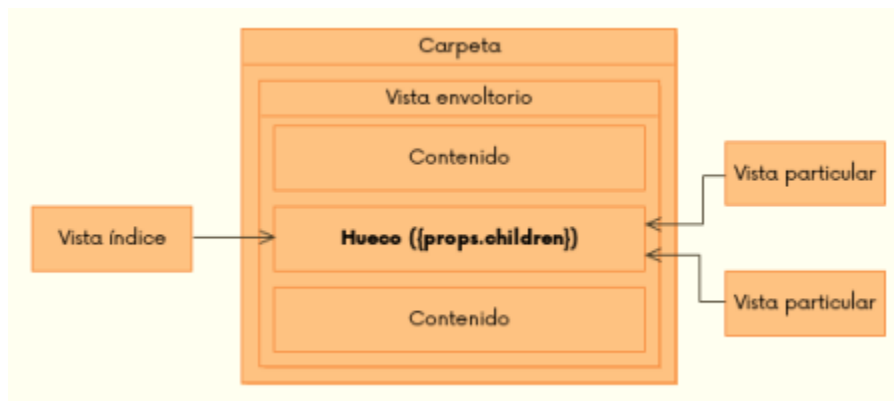 Carpeta
Vista envoltorio
Contenido
Vista particular
Vista índice
Hueco ({props.children})
Vista particular
Contenido